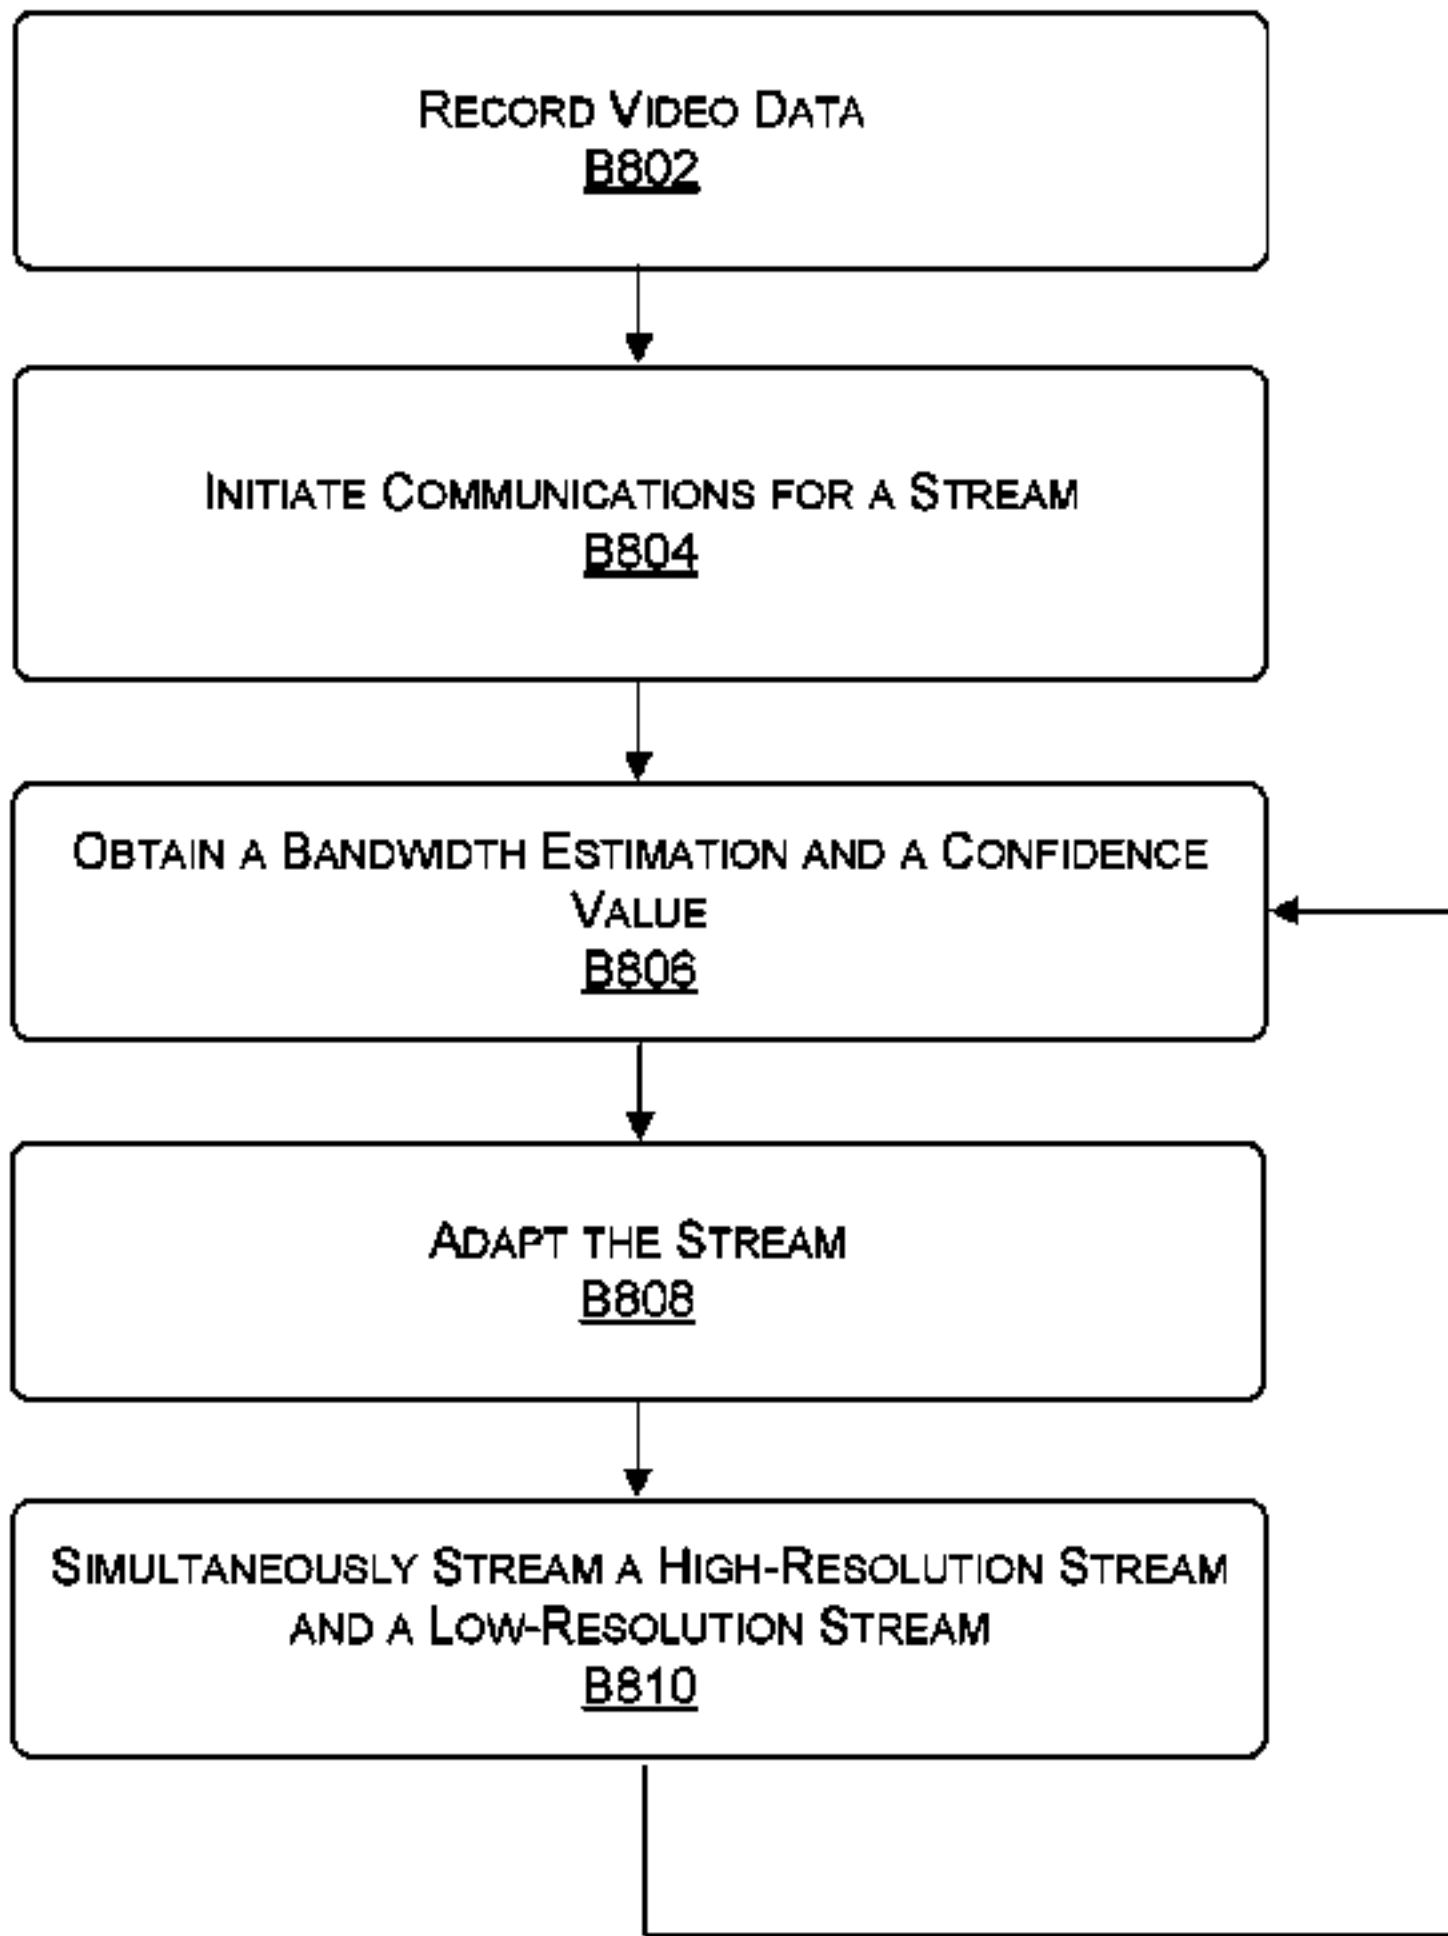 RECORD VIDEO DATA
B802
INITIATE COMMUNICATIONS FOR A STREAM
B804
OBTAIN A BANDWIDTH ESTIMATION AND A CONFIDENCE
VALUE
B806
ADAPT THE STREAM
B808
SIMULTANEOUSLY STREAM A HIGH-RESOLUTION STREAM
AND A LOW-RESOLUTION STREAM
B810